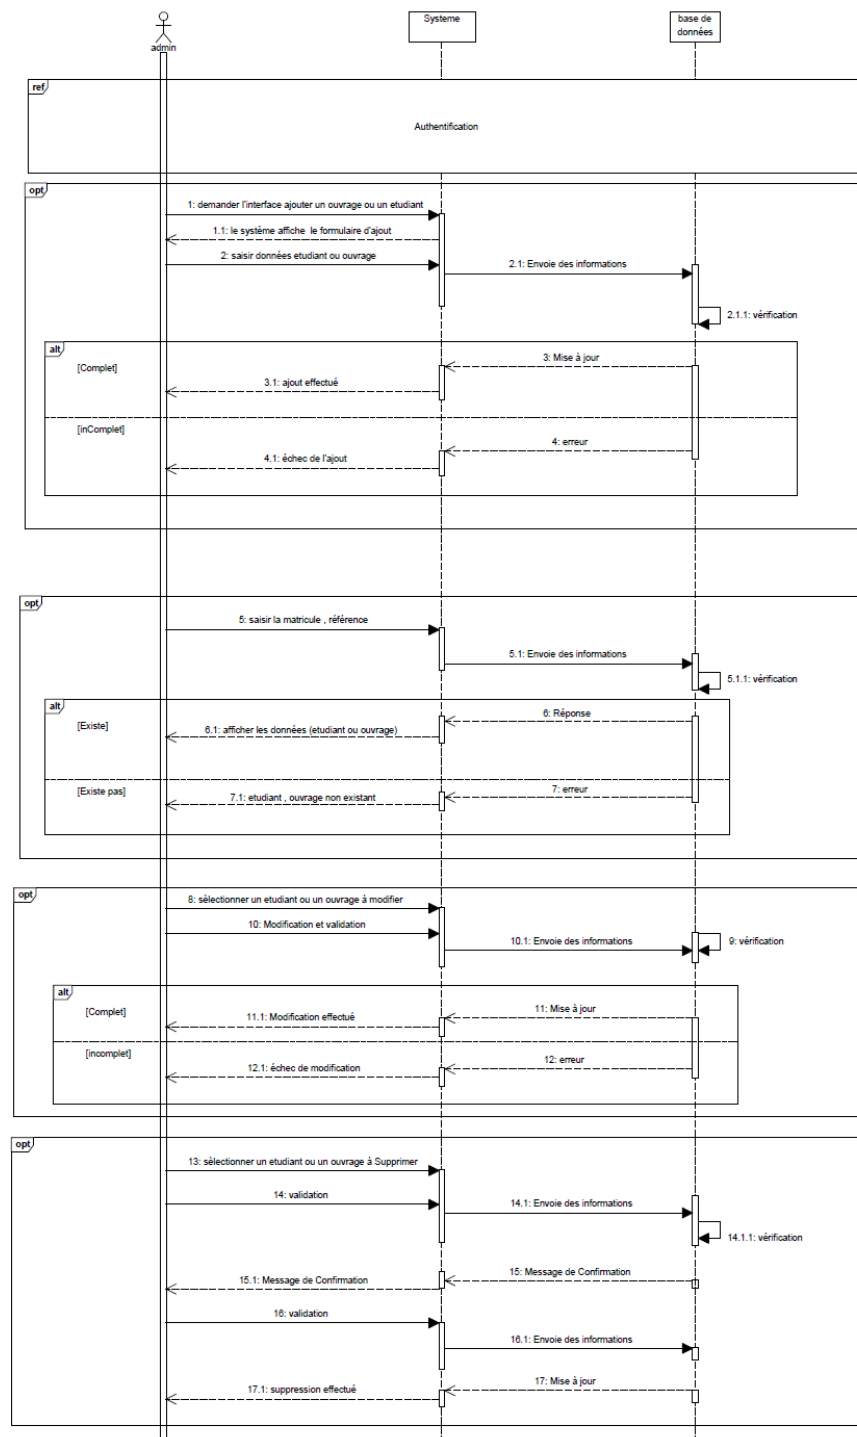 admin
Systeme
base de
données
ref
Authentification
opt
1: demander l'interface ajouter un ouvrage ou un etudiant
1.1: le système affiche le formulaire d'ajout
2: saisir données etudiant ou ouvrage
2.1: Envoie des informations
2.1.1: vérification
alt
[Complet]
3: Mise à jour
3.1: ajout effectué
[inComplet]
4: erreur
4.1: échec de l'ajout
opt
5: saisir la matricule , référence
5.1: Envoie des informations
5.1.1: vérification
alt
[Existe]
6: Réponse
6.1: afficher les données (etudiant ou ouvrage)
[Existe pas]
7: erreur
7.1: etudiant , ouvrage non existant
opt
8: sèlectionner un etudiant ou un ouvrage à modifier
10: Modification et validation
10.1: Envoie des informations
9: vérification
alt
[Complet]
11: Mise à jour
11.1: Modification effectué
[incomplet]
12: erreur
12.1: échec de modification
opt
13: sèlectionner un etudiant ou un ouvrage à Supprimer
14: validation
14.1: Envoie des informations
14.1.1: vérification
15: Message de Confirmation
15.1: Message de Confirmation
16: validation
16.1: Envoie des informations
17: Mise à jour
17.1: suppression effectué